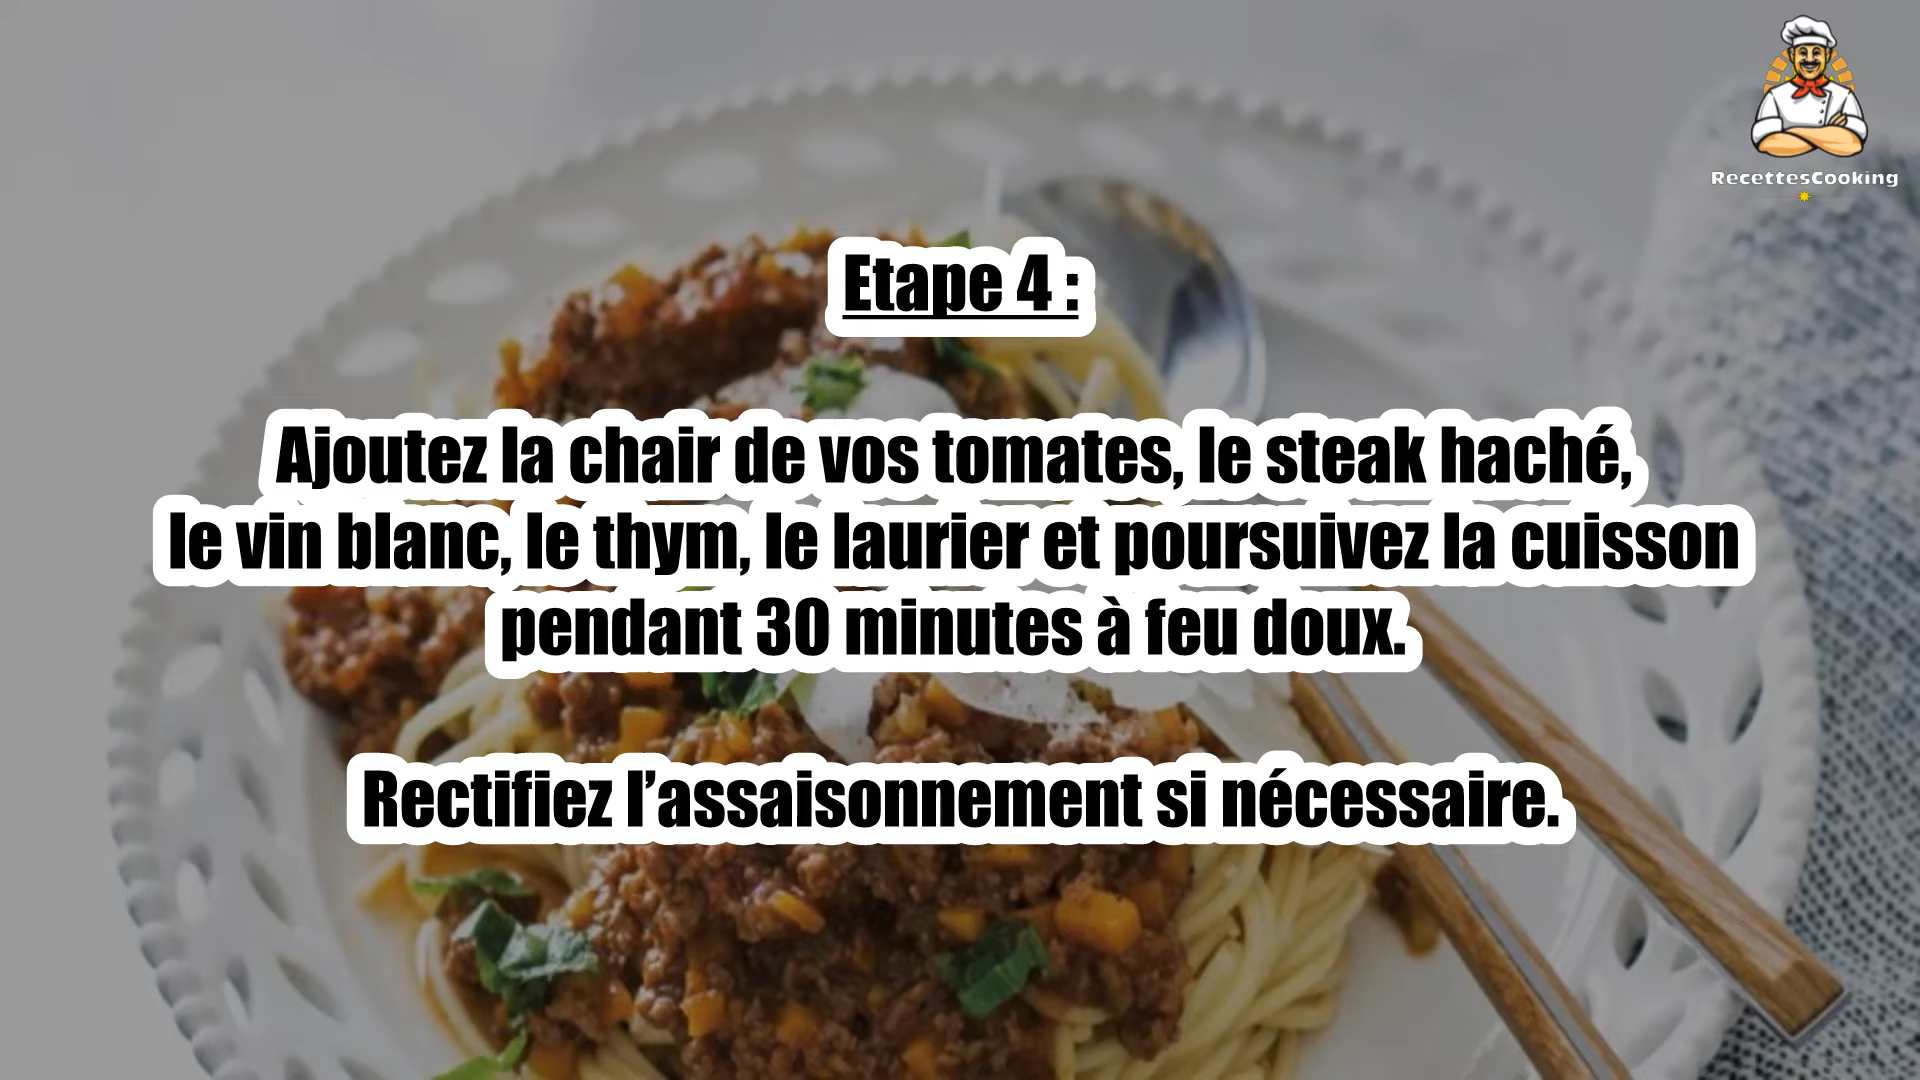 RecettesCooking
Etape 4 :
Ajoutez la chair de vos tomates, le steak haché,
le vin blanc, le thym, le laurier et poursuivez la cuisson
pendant 30 minutes à feu doux.
Rectifiez l’assaisonnement si nécessaire.